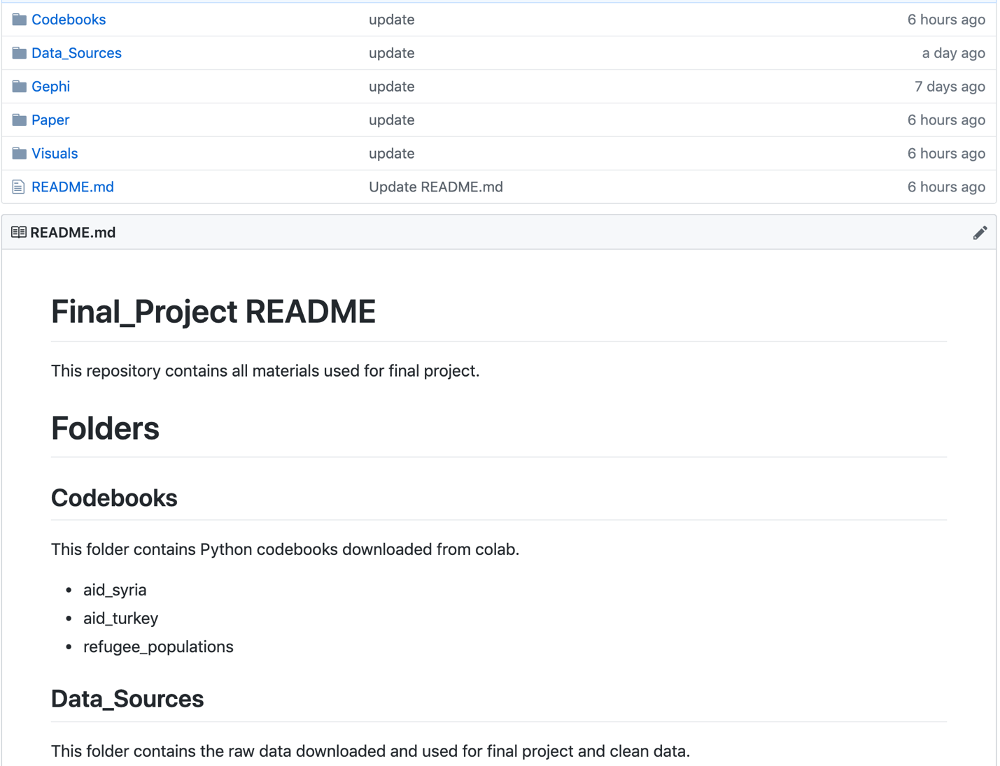 Codebooks update 6 hours ago
Data_Sources update a day ago
Gephi update 7 days ago
Paper update 6 hours ago
Visuals update 6 hours ago
README.md Update README.md 6 hours ago
README.md
Final_Project README
This repository contains all materials used for final project.
Folders
Codebooks
This folder contains Python codebooks downloaded from colab.
• aid_syria
• aid_turkey
• refugee_populations
Data_Sources
This folder contains the raw data downloaded and used for final project and clean data.